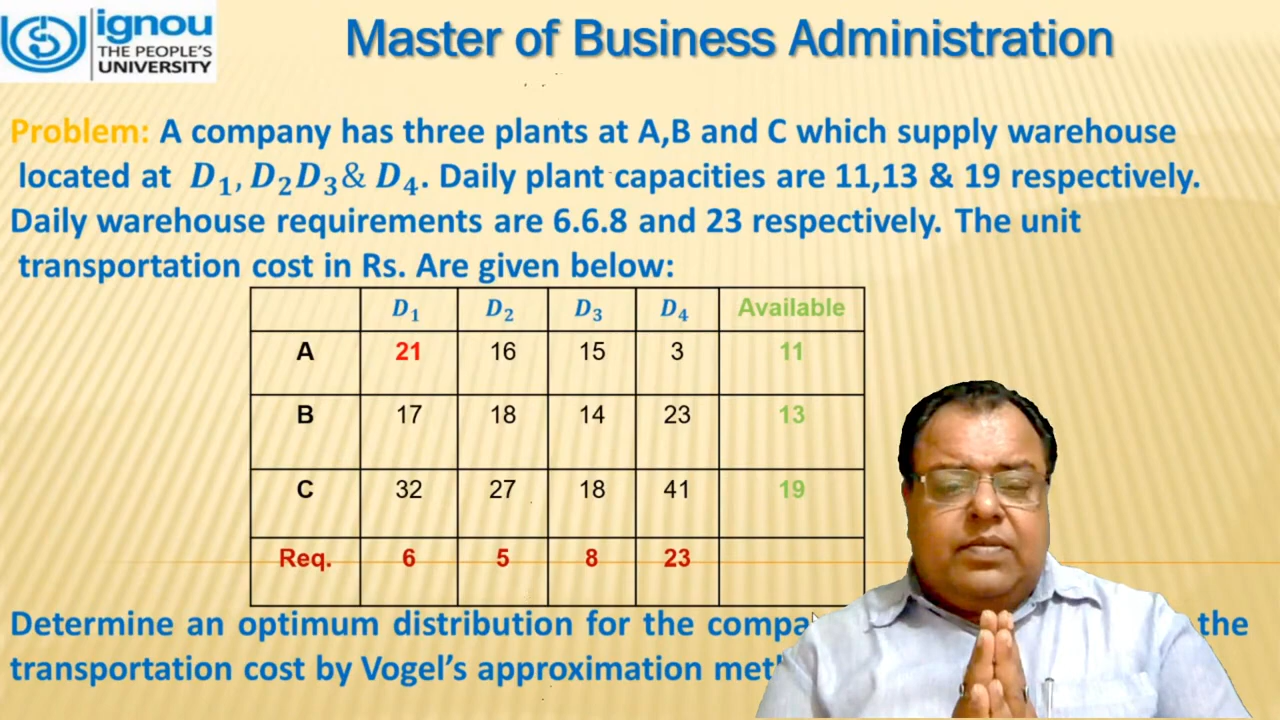 ignou
THE PEOPLE'S
UNIVERSITY
Master of Business Administration
Problem: A company has three plants at A,B and C which supply warehouse
located at D₁, D₂D₃& D₄. Daily plant capacities are 11,13 & 19 respectively.
Daily warehouse requirements are 6.6.8 and 23 respectively. The unit
transportation cost in Rs. Are given below:
D₁ D₂ D₃ D₄ Available
A 21 16 15 3 11
B 17 18 14 23 13
C 32 27 18 41 19
Req. 6 5 8 23
Determine an optimum distribution for the the
transportation cost by Vogel's approximation